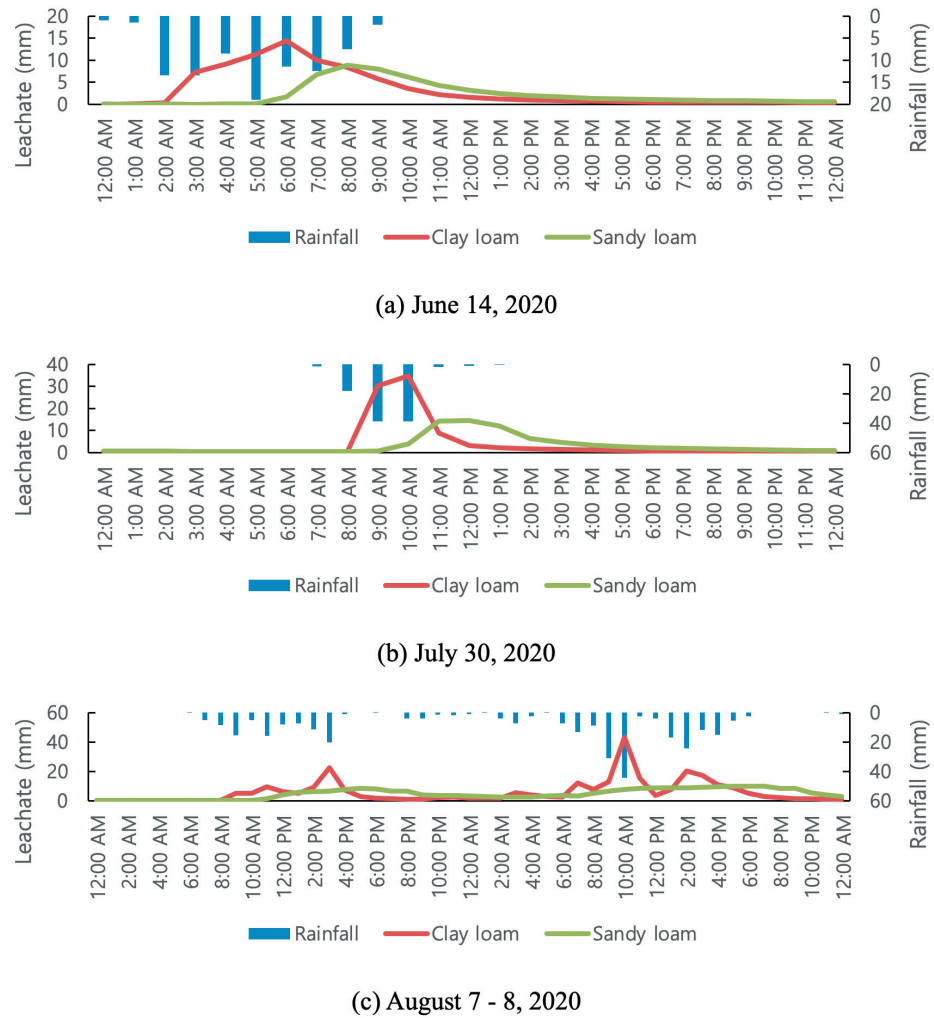 Leachate (mm)
20
15
10
5
0
0
5
10
15
20
Rainfall (mm)
12:00 AM
1:00 AM
2:00 AM
3:00 AM
4:00 AM
5:00 AM
6:00 AM
7:00 AM
8:00 AM
9:00 AM
10:00 AM
11:00 AM
12:00 PM
1:00 PM
2:00 PM
3:00 PM
4:00 PM
5:00 PM
6:00 PM
7:00 PM
8:00 PM
9:00 PM
10:00 PM
11:00 PM
12:00 AM
Rainfall Clay loam Sandy loam
(a) June 14, 2020
Leachate (mm)
40
30
20
10
0
0
20
40
60
Rainfall (mm)
12:00 AM
1:00 AM
2:00 AM
3:00 AM
4:00 AM
5:00 AM
6:00 AM
7:00 AM
8:00 AM
9:00 AM
10:00 AM
11:00 AM
12:00 PM
1:00 PM
2:00 PM
3:00 PM
4:00 PM
5:00 PM
6:00 PM
7:00 PM
8:00 PM
9:00 PM
10:00 PM
11:00 PM
12:00 AM
Rainfall Clay loam Sandy loam
(b) July 30, 2020
Leachate (mm)
60
40
20
0
0
20
40
60
Rainfall (mm)
12:00 AM
2:00 AM
4:00 AM
6:00 AM
8:00 AM
10:00 AM
12:00 PM
2:00 PM
4:00 PM
6:00 PM
8:00 PM
10:00 PM
12:00 AM
2:00 AM
4:00 AM
6:00 AM
8:00 AM
10:00 AM
12:00 PM
2:00 PM
4:00 PM
6:00 PM
8:00 PM
10:00 PM
12:00 AM
Rainfall Clay loam Sandy loam
(c) August 7 - 8, 2020